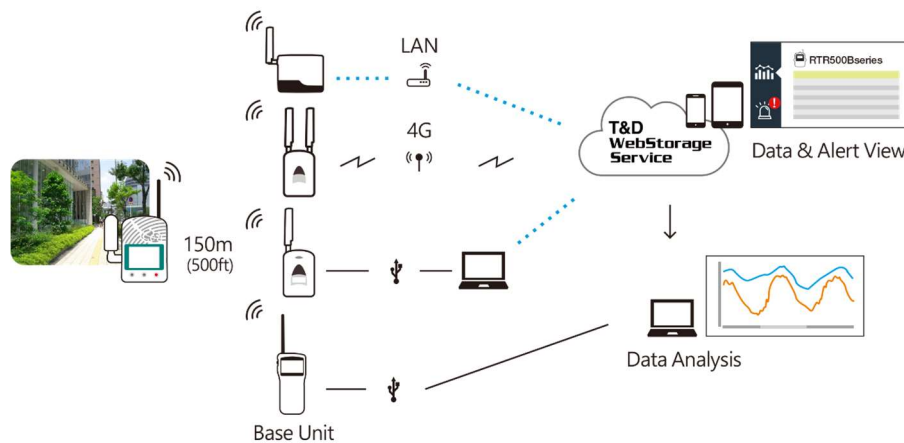 LAN
RTR500Bseries
4G
T&D
WebStorage
Service
Data & Alert View
150m
(500ft)
Data Analysis
Base Unit